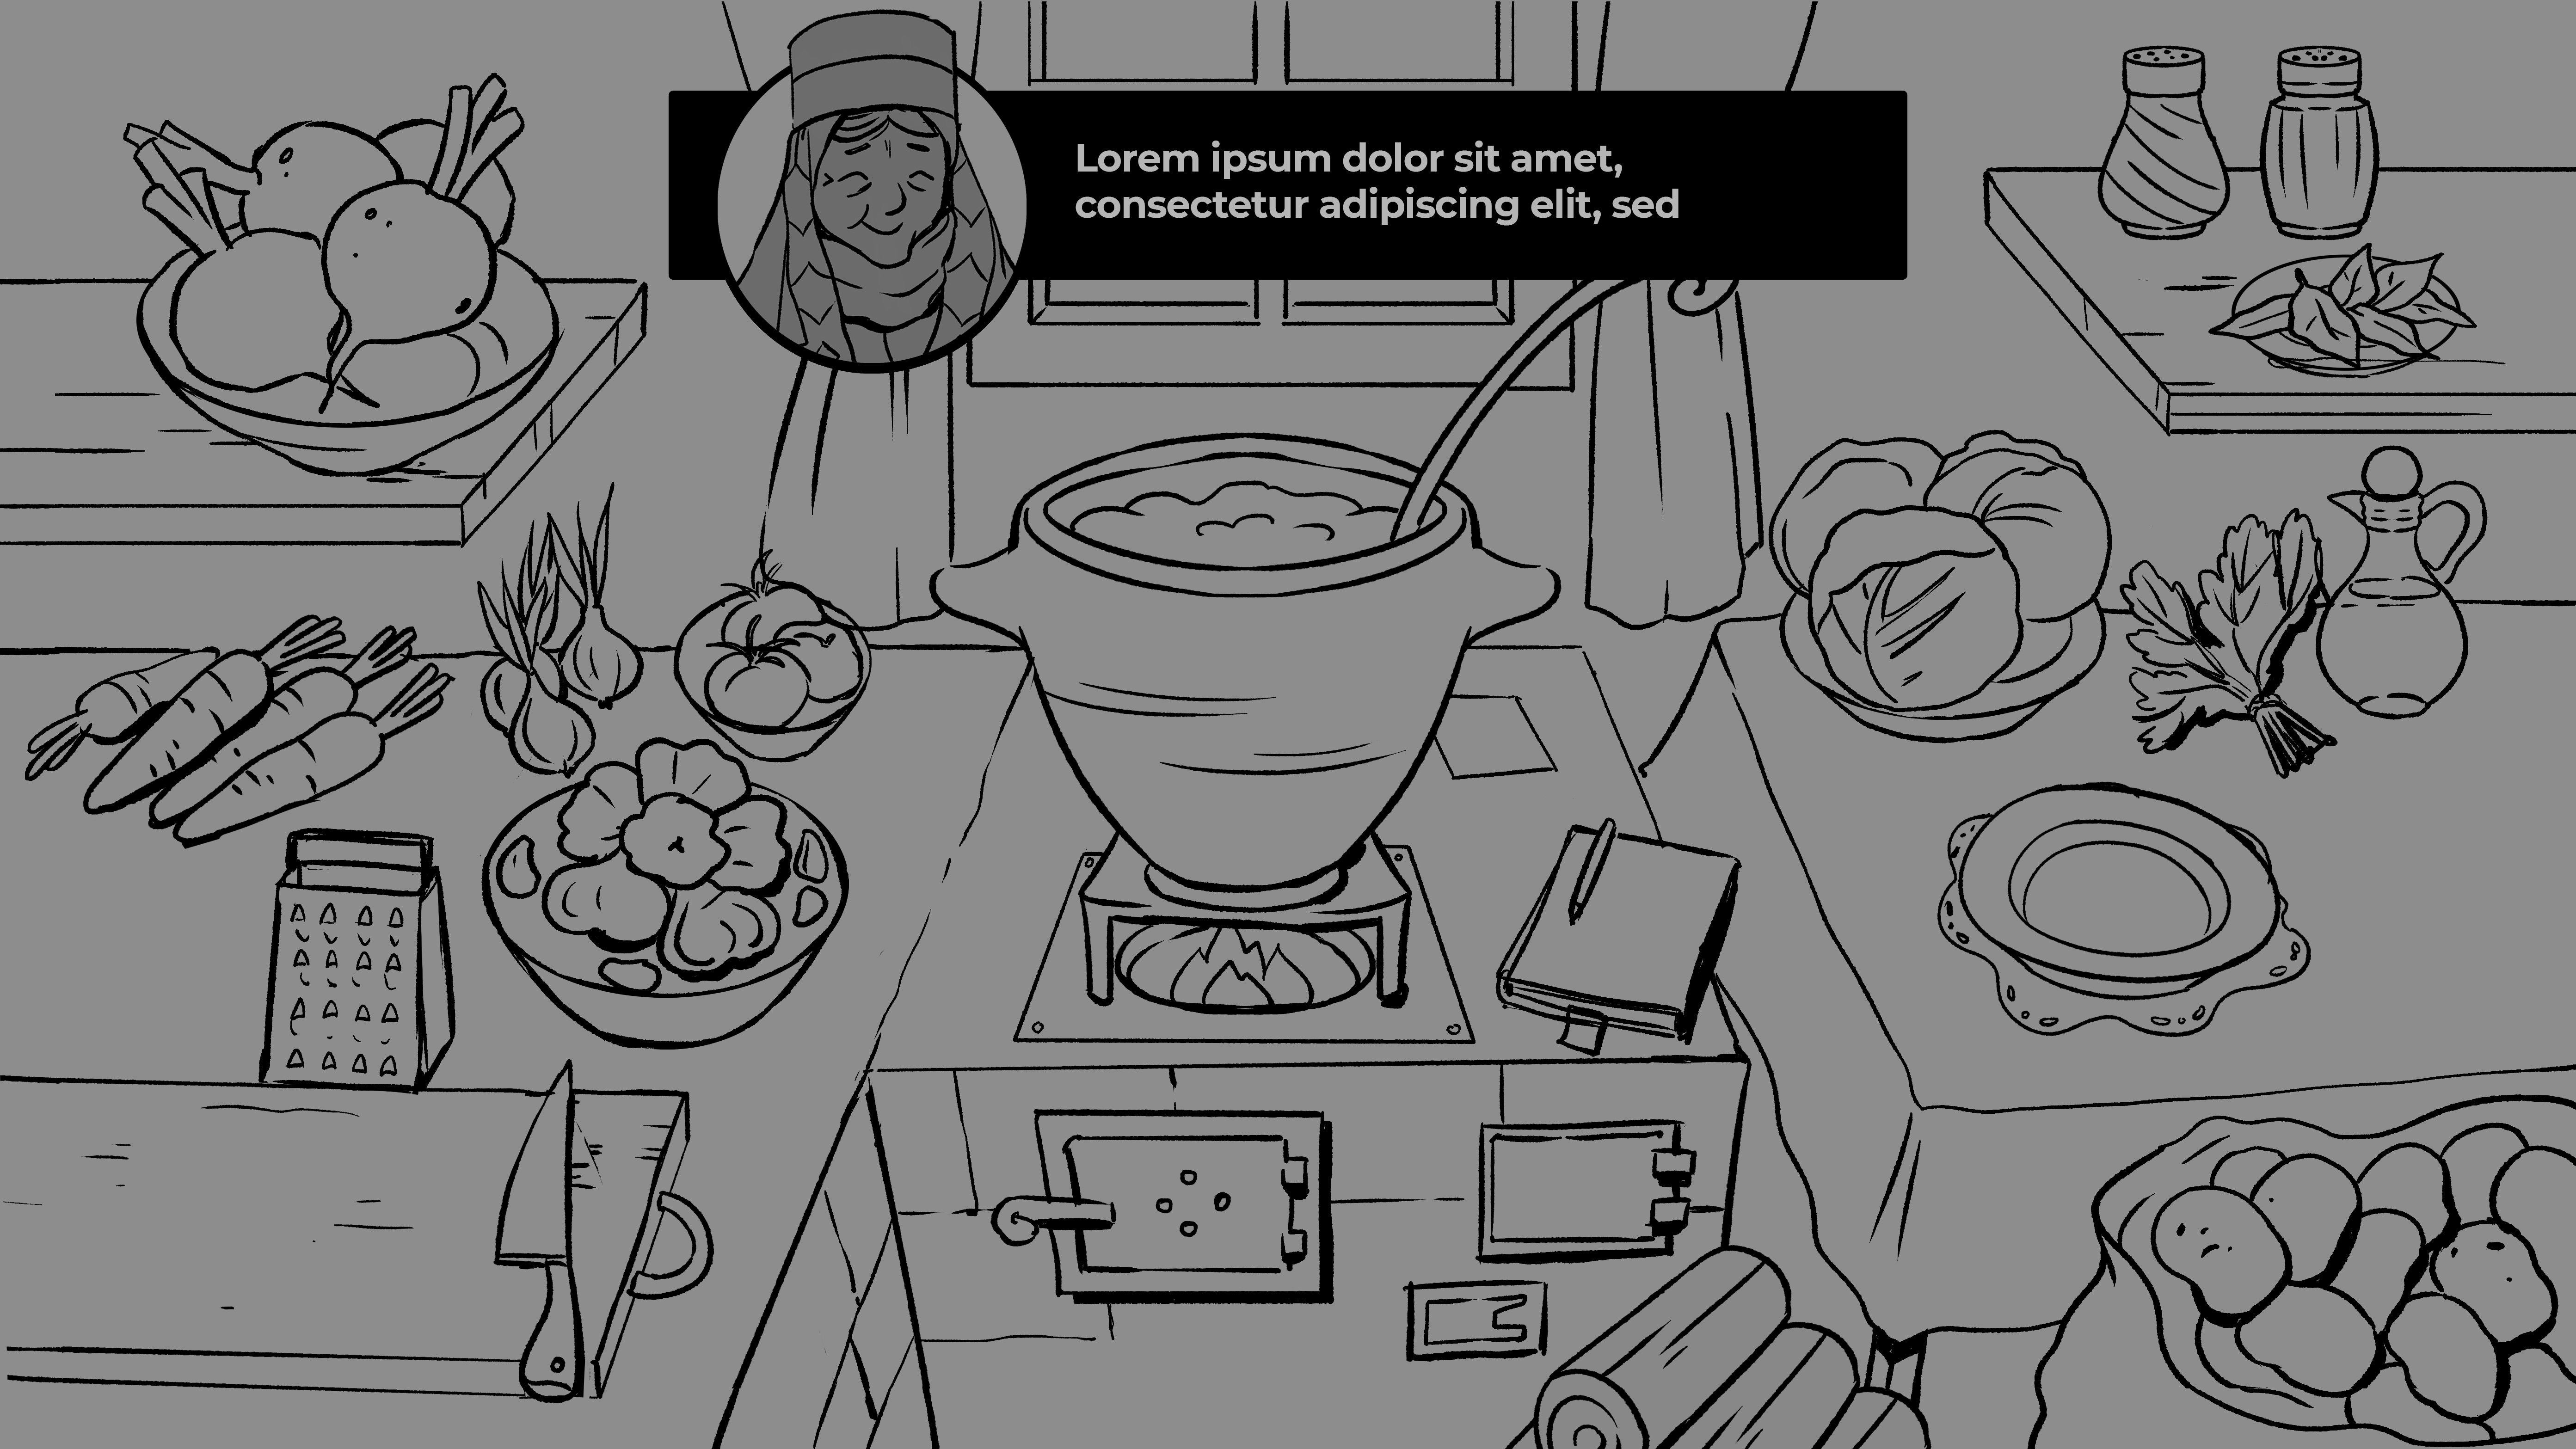 Lorem ipsum dolor sit amet,
consectetur adipiscing elit, sed